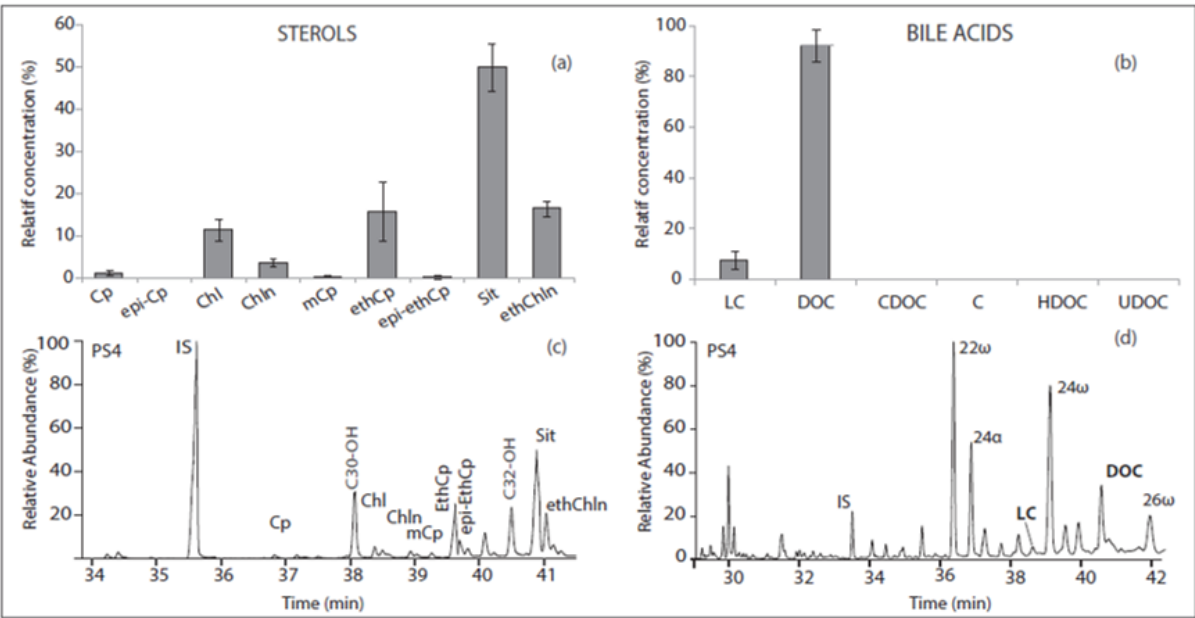 STEROLS
(a)
Relatif concentration (%)
60
50
40
30
20
10
0
Cp
epi-Cp
Chl
Chln
mCp
ethCp
epi-ethCp
Sit
ethChln
BILE ACIDS
(b)
Relatif concentration (%)
100
80
60
40
20
0
LC
DOC
CDOC
C
HDOC
UDOC
PS4
(c)
Relative Abundance (%)
100
80
60
40
20
IS
Cp
C30-OH
Chl
Chln
mCp
EthCp
epi-EthCp
C32-OH
Sit
ethChln
34 35 36 37 38 39 40 41
Time (min)
PS4
(d)
Relative Abundance (%)
100
80
60
40
20
0
IS
22ω
24α
LC
24ω
DOC
26ω
30 32 34 36 38 40 42
Time (min)